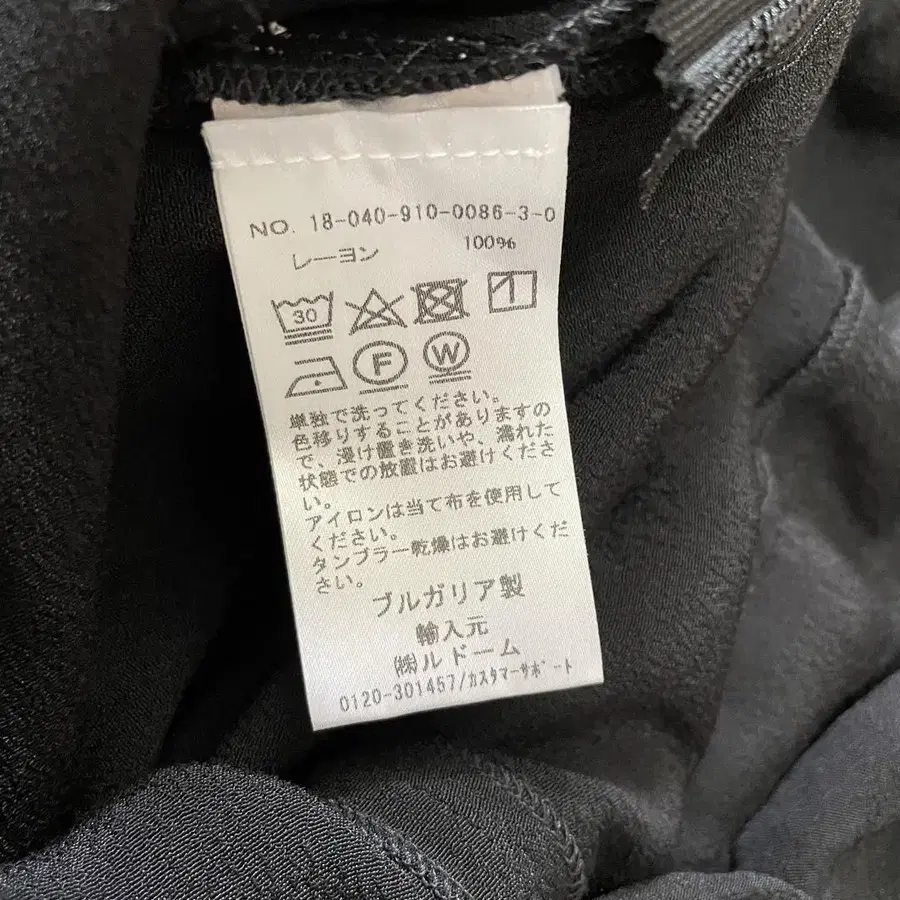 NO. 18-040-910-0086-3-0
レーヨン 100%
30
F W
単独で洗ってください。
色移りすることがありますの
で、浸け置き洗いや、濡れた
状態での放置はお避けくださ
い。
アイロンは当て布を使用して
ください。
タンブラー乾燥はお避けくだ
さい。
ブルガリア製
輸入元
㈱ルドーム
0120-301457/カスタマーサポート